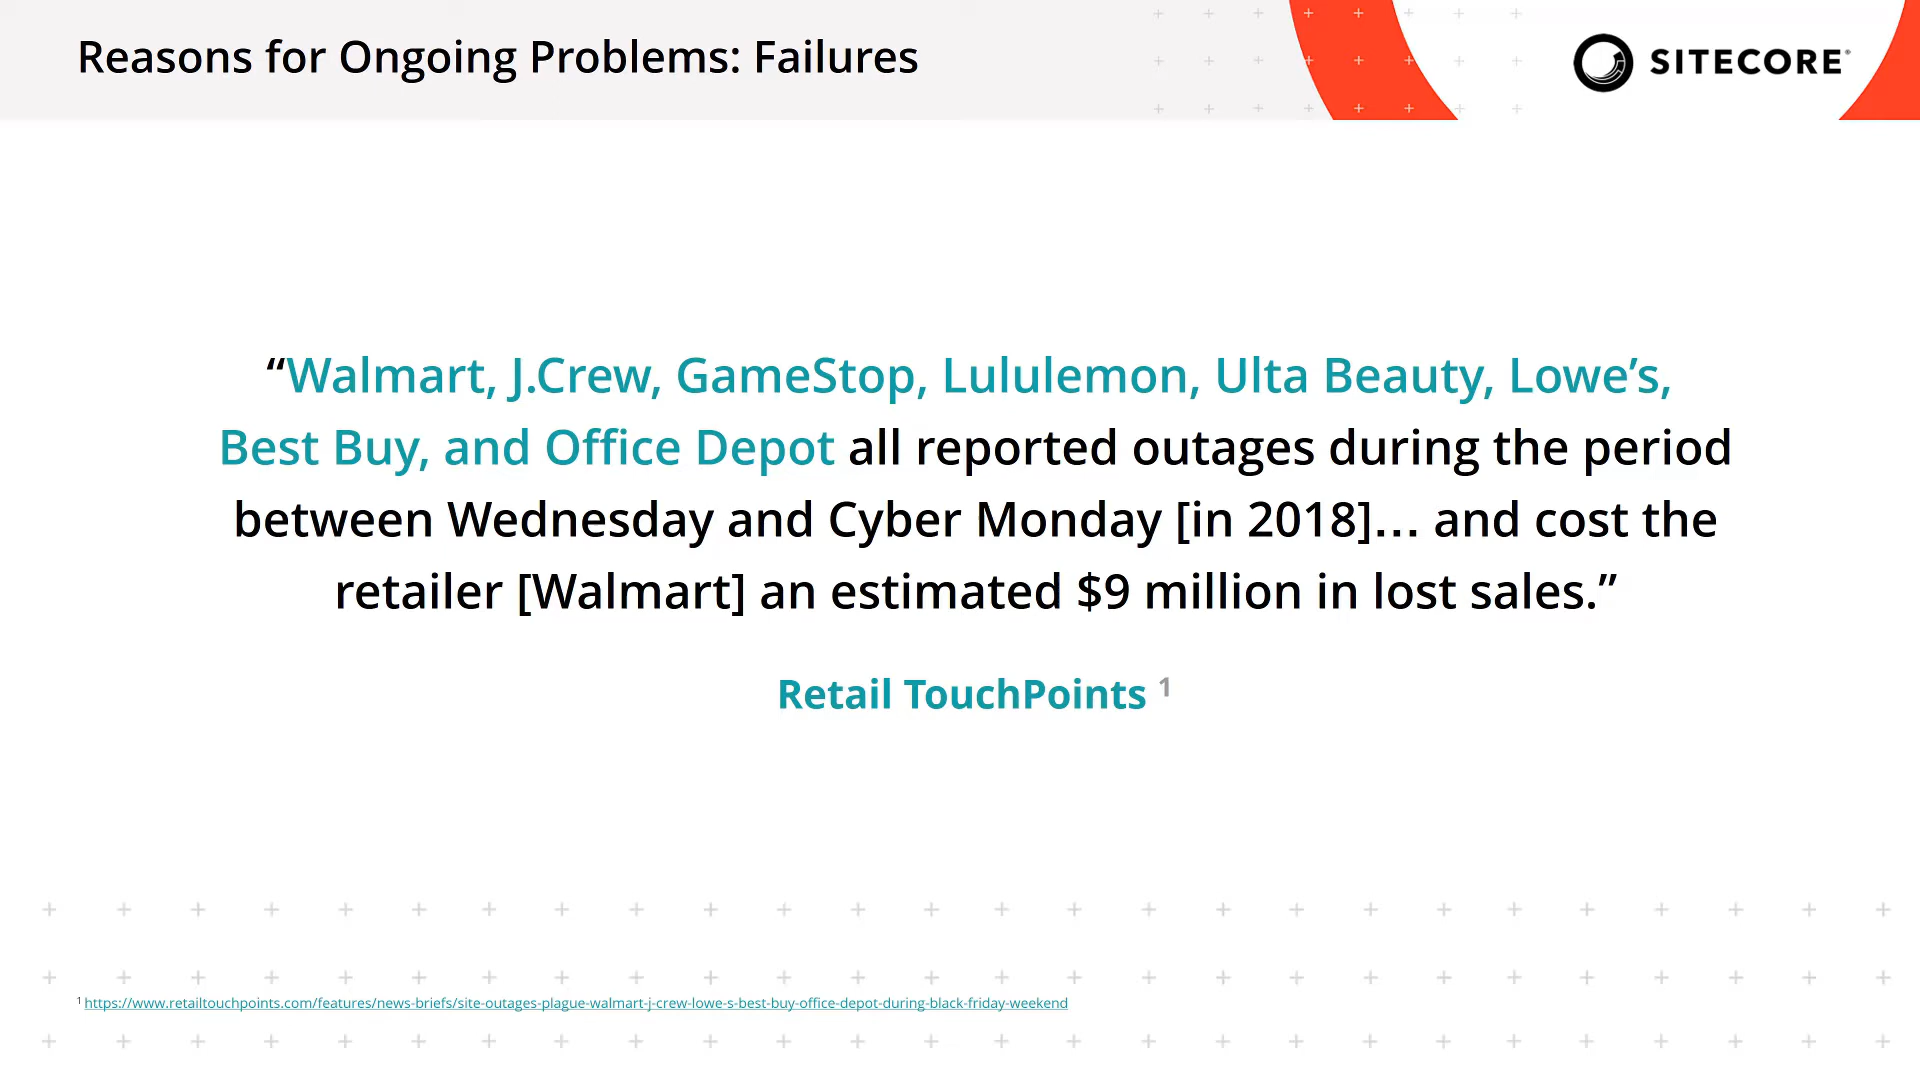 Reasons for Ongoing Problems: Failures
SITECORE®
“Walmart, J.Crew, GameStop, Lululemon, Ulta Beauty, Lowe’s,
Best Buy, and Office Depot all reported outages during the period
between Wednesday and Cyber Monday [in 2018]… and cost the
retailer [Walmart] an estimated $9 million in lost sales.”
Retail TouchPoints 1
1 https://www.retailtouchpoints.com/features/news-briefs/site-outages-plague-walmart-j-crew-lowe-s-best-buy-office-depot-during-black-friday-weekend